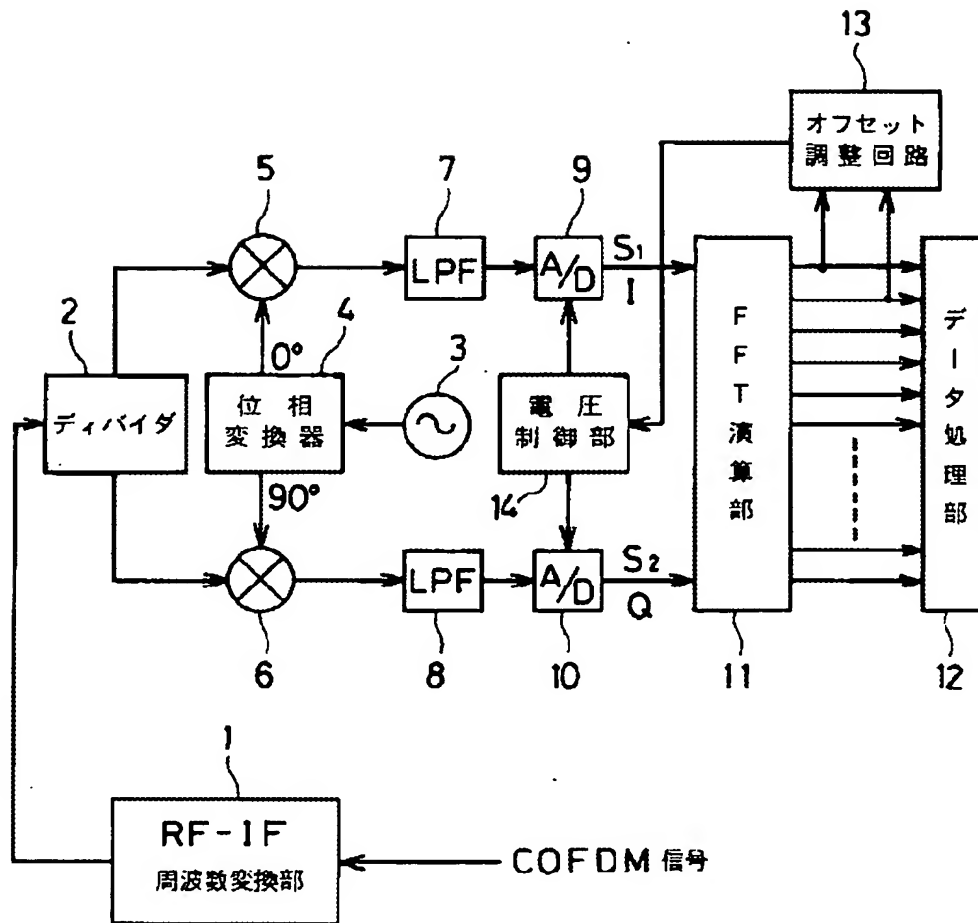 13
オフセット
調整回路
5
7
9
LPF
A/D
S1
I
2
4
0°
3
ディバイダ
位相
変換器
電圧
制御部
14
90°
FFT演算部
データ処理部
LPF
A/D
S2
Q
6
8
10
11
12
1
RF-IF
周波数変換部
COFDM 信号